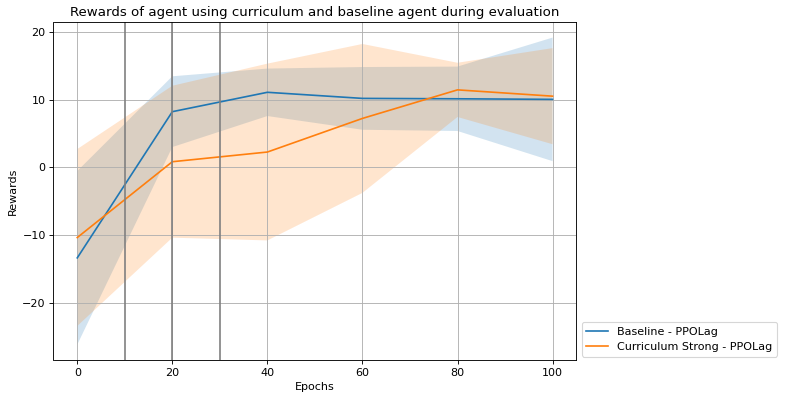 Rewards of agent using curriculum and baseline agent during evaluation
20
10
0
−10
−20
Rewards
0 20 40 60 80 100
Epochs
Baseline - PPOLag
Curriculum Strong - PPOLag